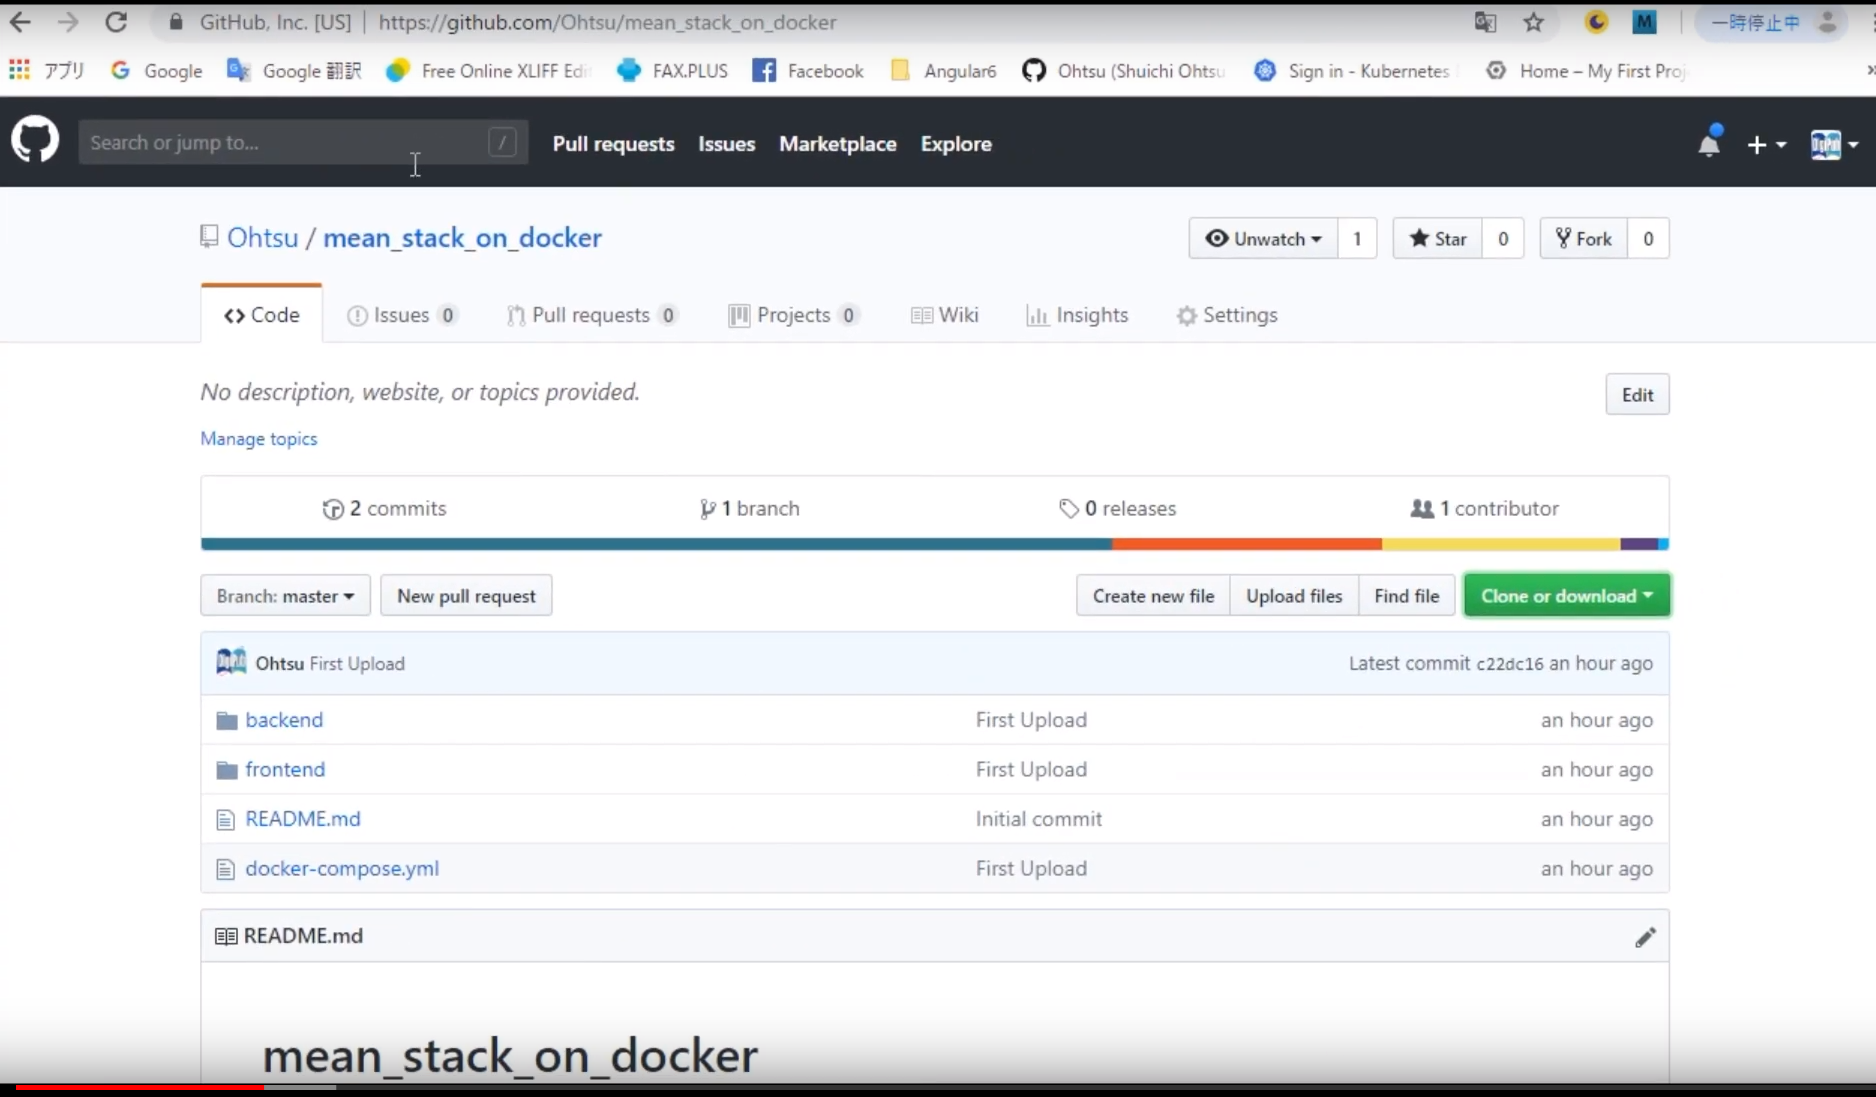 GitHub, Inc. [US] | https://github.com/Ohtsu/mean_stack_on_docker M 一時停止中
アプリ G Google Google 翻訳 Free Online XLIFF Edi FAX.PLUS Facebook Angular6 Ohtsu (Shuichi Ohtsu Sign in - Kubernetes Home – My First Proj »
Search or jump to... / Pull requests Issues Marketplace Explore
Ohtsu / mean_stack_on_docker Unwatch 1 Star 0 Fork 0
Code Issues 0 Pull requests 0 Projects 0 Wiki Insights Settings
No description, website, or topics provided. Edit
Manage topics
2 commits 1 branch 0 releases 1 contributor
Branch: master New pull request Create new file Upload files Find file Clone or download
Ohtsu First Upload Latest commit c22dc16 an hour ago
backend First Upload an hour ago
frontend First Upload an hour ago
README.md Initial commit an hour ago
docker-compose.yml First Upload an hour ago
README.md
mean_stack_on_docker